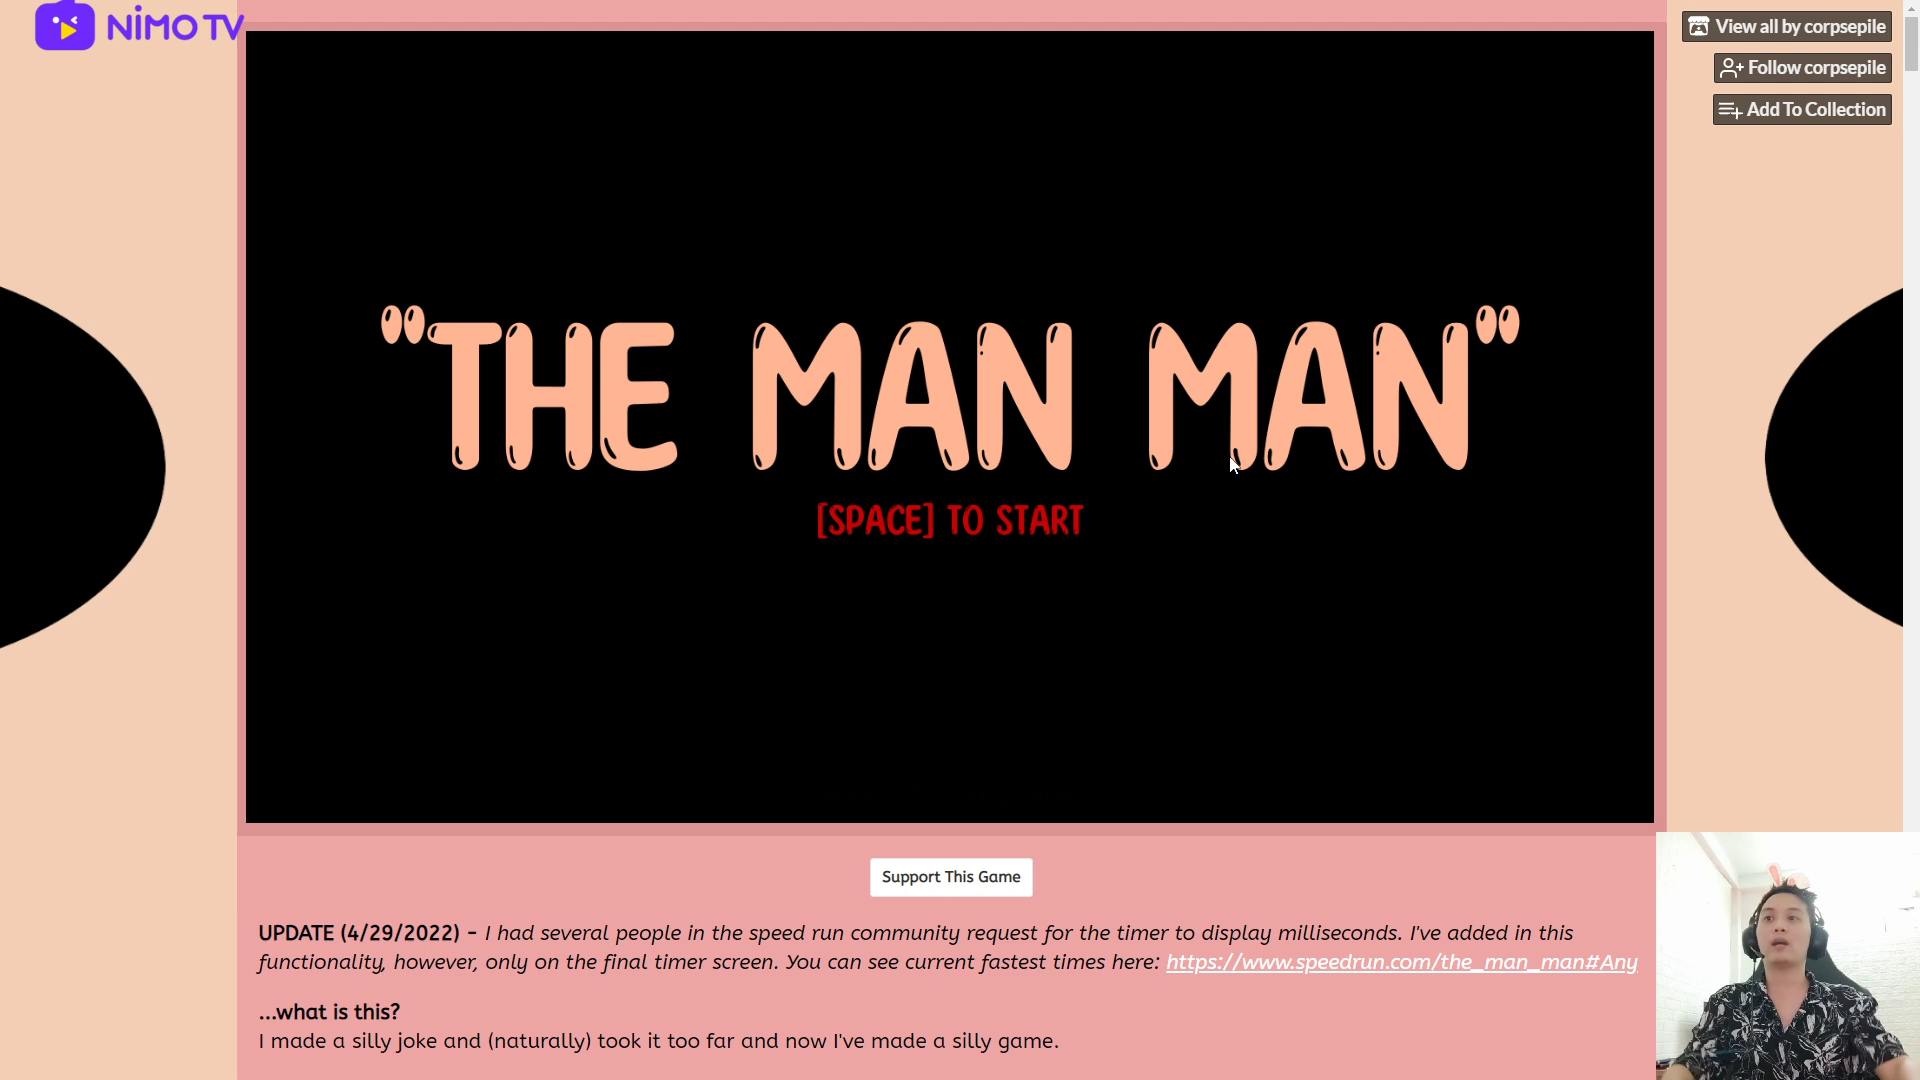 NIMO TV
View all by corpsepile
Follow corpsepile
Add To Collection
"THE MAN MAN"
[SPACE] TO START
Support This Game
UPDATE (4/29/2022) - I had several people in the speed run community request for the timer to display milliseconds. I've added in this
functionality, however, only on the final timer screen. You can see current fastest times here: https://www.speedrun.com/the_man_man#Any
...what is this?
I made a silly joke and (naturally) took it too far and now I've made a silly game.